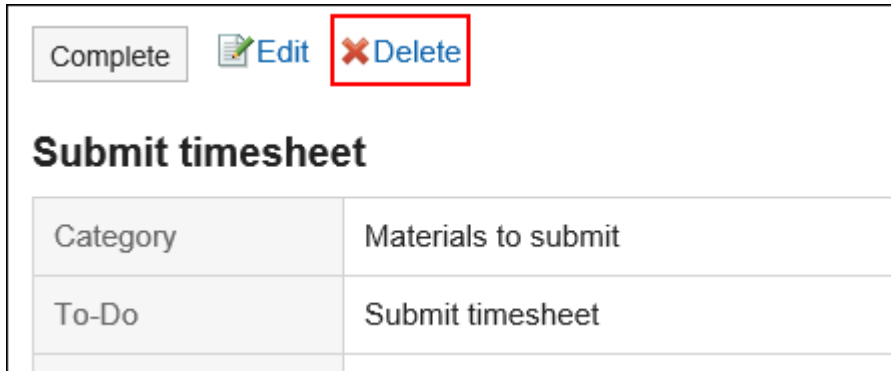 Complete Edit Delete
Submit timesheet
Category Materials to submit
To-Do Submit timesheet